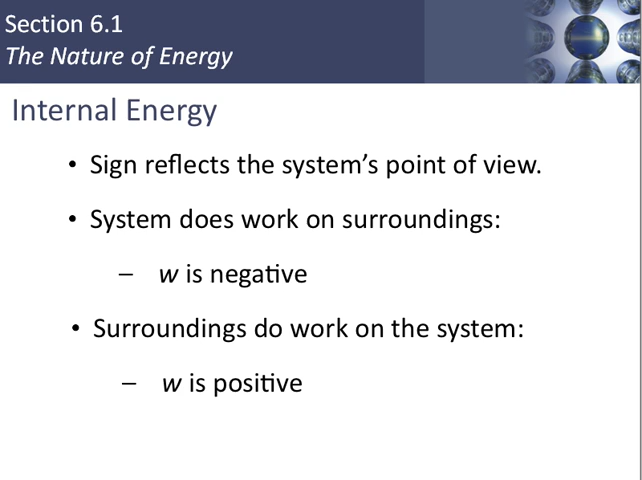 Section 6.1
The Nature of Energy
Internal Energy
• Sign reflects the system’s point of view.
• System does work on surroundings:
– w is negative
• Surroundings do work on the system:
– w is positive